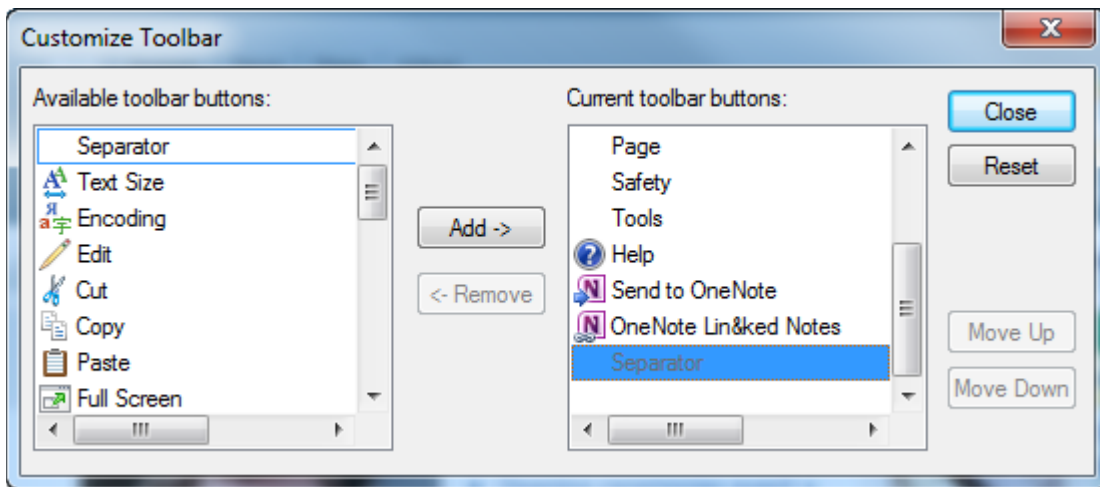 Customize Toolbar
Available toolbar buttons:
Separator
Text Size
Encoding
Edit
Cut
Copy
Paste
Full Screen
Add ->
<- Remove
Current toolbar buttons:
Page
Safety
Tools
Help
Send to OneNote
OneNote Lin&ked Notes
Separator
Close
Reset
Move Up
Move Down